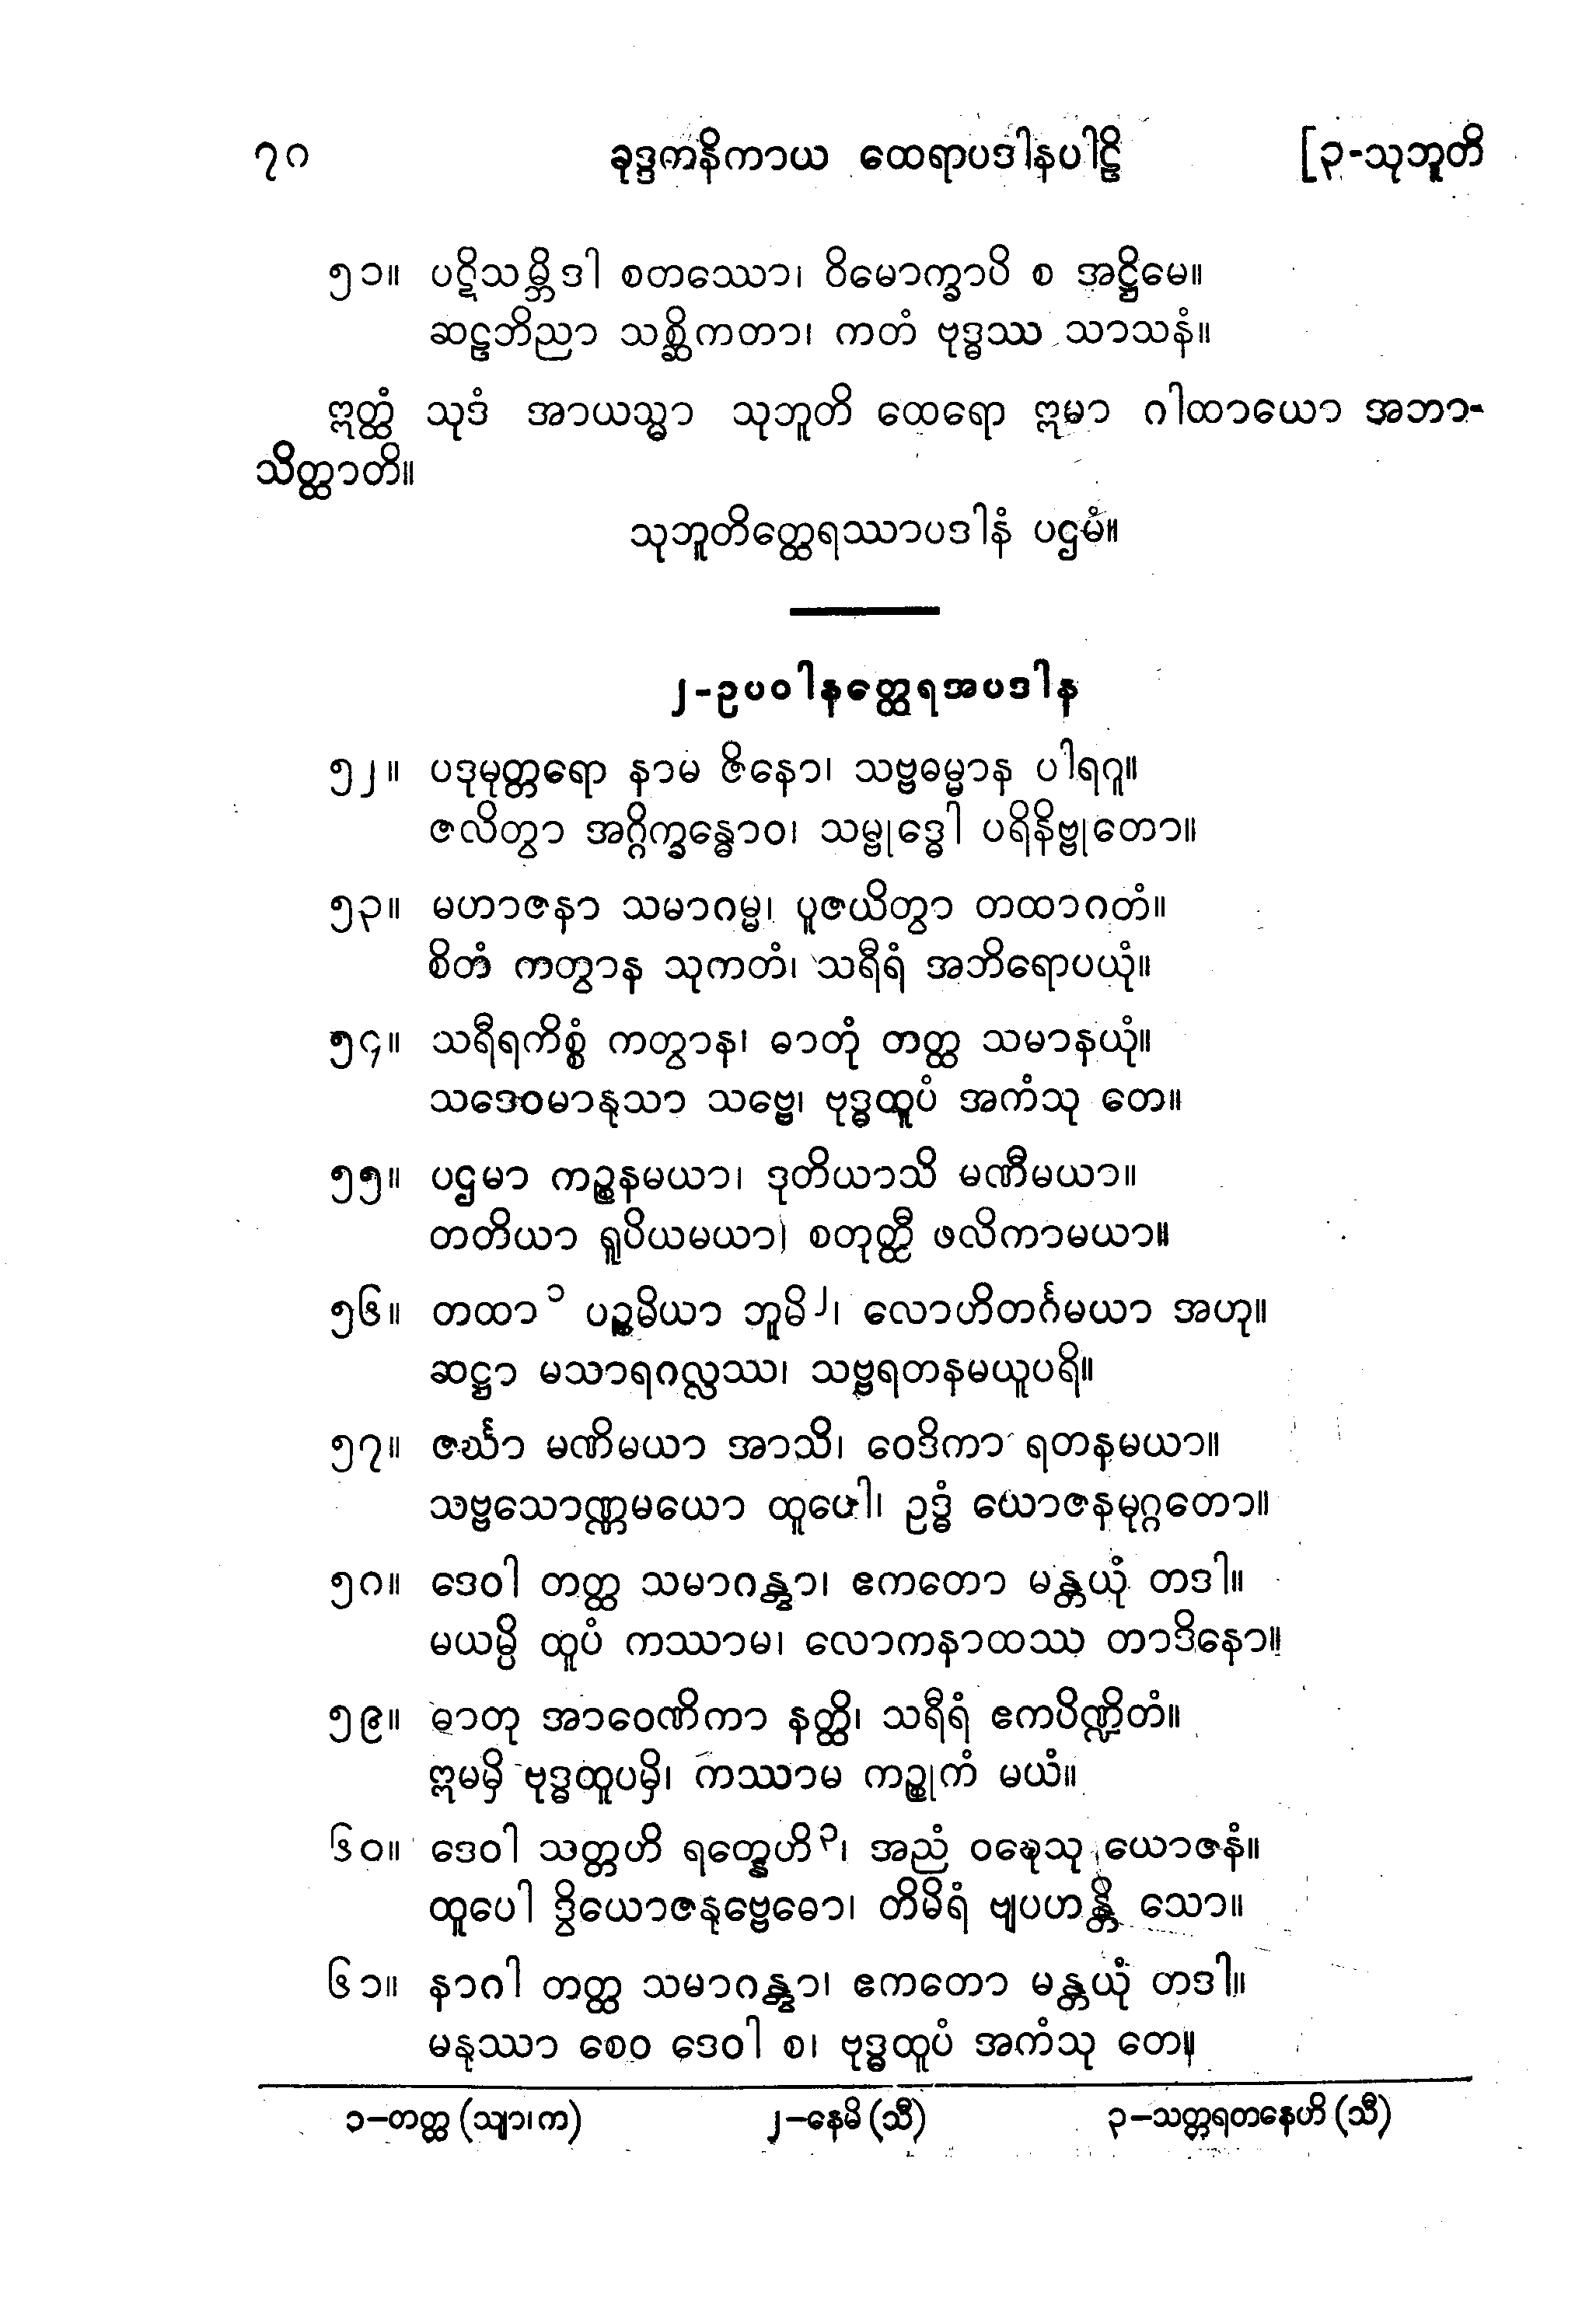 ၇၈ ခုဒ္ဒကနိကာယ ထေရာပဒါနပါဠိ [၃-သုဘူတိ
၅၁။ ပဋိသမ္ဘိဒါ စတဿော၊ ဝိမောက္ခာပိ စ အဋ္ဌိမေ။
ဆဠဘိညာ သစ္ဆိကတာ၊ ကတံ ဗုဒ္ဓဿ သာသနံ။
ဣတ္ထံ သုဒံ အာယသ္မာ သုဘူတိ ထေရော ဣမာ ဂါထာယော အဘာ-
သိတ္ထာတိ။
သုဘူတိတ္ထေရဿာပဒါနံ ပဌမံ။
၂-ဥပဝါနတ္ထေရအပဒါန
၅၂။ ပဒုမုတ္တရော နာမ ဇိနော၊ သဗ္ဗဓမ္မာန ပါရဂူ။
ဇလိတွာ အဂ္ဂိက္ခန္ဓောဝ၊ သမ္ဗုဒ္ဓေါ ပရိနိဗ္ဗုတော။
၅၃။ မဟာဇနာ သမာဂမ္မ၊ ပူဇယိတွာ တထာဂတံ။
စိတံ ကတွာန သုကတံ၊ သရီရံ အဘိရောပယုံ။
၅၄။ သရီရကိစ္စံ ကတွာန၊ ဓာတုံ တတ္ထ သမာနယုံ။
သဒေဝမာနုသာ သဗ္ဗေ၊ ဗုဒ္ဓထူပံ အကံသု တေ။
၅၅။ ပဌမာ ကဉ္စနမယာ၊ ဒုတိယာသိ မဏီမယာ။
တတိယာ ရူပိယမယာ၊ စတုတ္ထီ ဖလိကာမယာ။
၅၆။ တထာ ၁ ပဉ္စမိယာ ဘူမိ ၂၊ လောဟိတင်္ဂမယာ အဟု။
ဆဋ္ဌာ မသာရဂလ္လဿ၊ သဗ္ဗရတနမယူပရိ။
၅၇။ ဇင်္ဃာ မဏိမယာ အာသိ၊ ဝေဒိကာ ရတနမယာ။
သဗ္ဗသောဏ္ဏမယော ထူပေါ၊ ဥဒ္ဓံ ယောဇနမုဂ္ဂတော။
၅၈။ ဒေဝါ တတ္ထ သမာဂန္တွာ၊ ဧကတော မန္တယုံ တဒါ။
မယမ္ပိ ထူပံ ကဿာမ၊ လောကနာထဿ တာဒိနော။
၅၉။ ဓာတု အာဝေဏိကာ နတ္ထိ၊ သရီရံ ဧကပိဏ္ဍိတံ။
ဣမမှိ ဗုဒ္ဓထူပမှိ၊ ကဿာမ ကဉ္စုကံ မယံ။
၆၀။ ဒေဝါ သတ္တဟိ ရတ္နေဟိ ၃၊ အညံ ဝဍ္ဎေသု ယောဇနံ။
ထူပေါ ဒွိယောဇနုဗ္ဗေဓော၊ တိမိရံ ဗျပဟန္တိ သော။
၆၁။ နာဂါ တတ္ထ သမာဂန္တွာ၊ ဧကတော မန္တယုံ တဒါ။
မနုဿာ စေဝ ဒေဝါ စ၊ ဗုဒ္ဓထူပံ အကံသု တေ။
၁-တတ္ထ (သျာ၊ က) ၂-နေမိ (သီ) ၃-သတ္တရတနေဟိ (သီ)